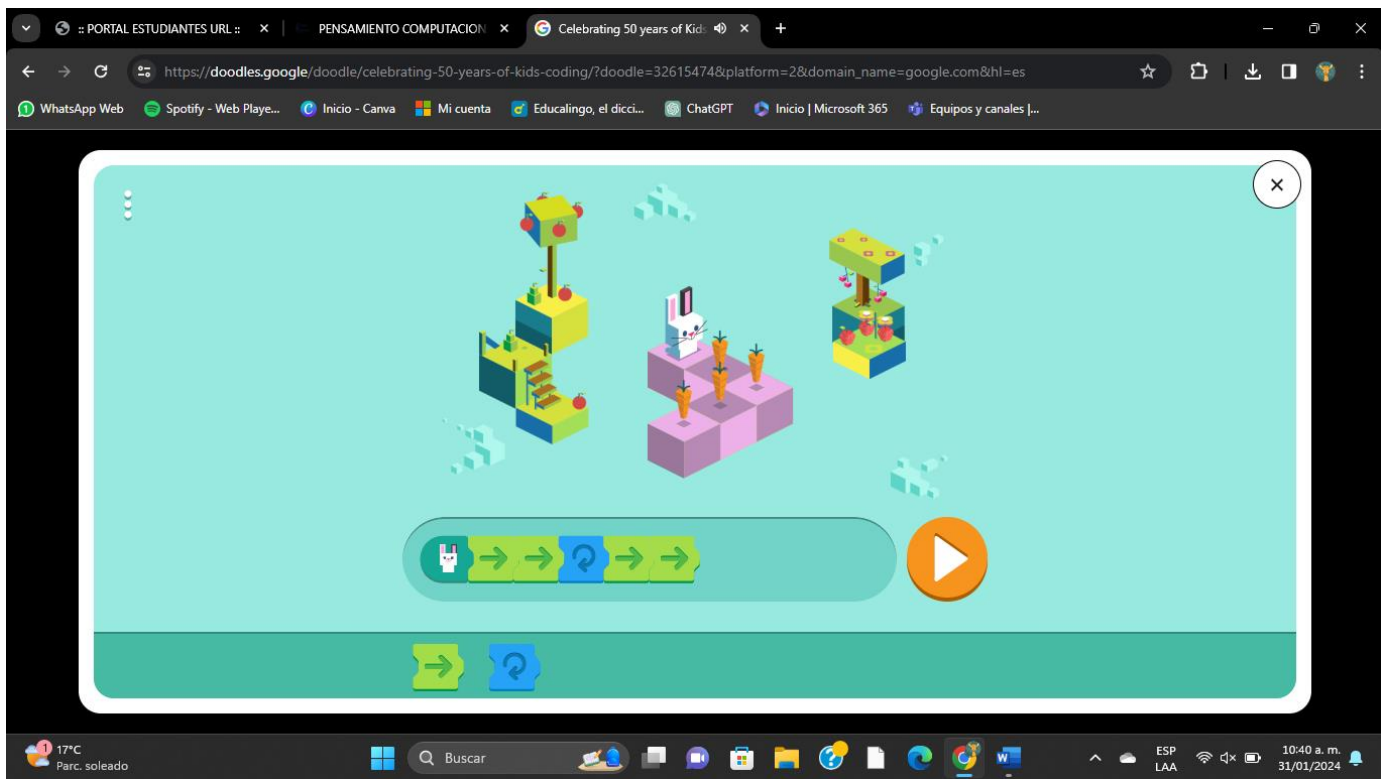 :: PORTAL ESTUDIANTES URL ::
PENSAMIENTO COMPUTACION
Celebrating 50 years of Kids
https://doodles.google/doodle/celebrating-50-years-of-kids-coding/?doodle=32615474&platform=2&domain_name=google.com&hl=es
1 WhatsApp Web
Spotify - Web Playe...
Inicio - Canva
Mi cuenta
Educalingo, el dicci...
ChatGPT
Inicio | Microsoft 365
Equipos y canales |...
1
17°C
Parc. soleado
Buscar
ESP
LAA
10:40 a. m.
31/01/2024